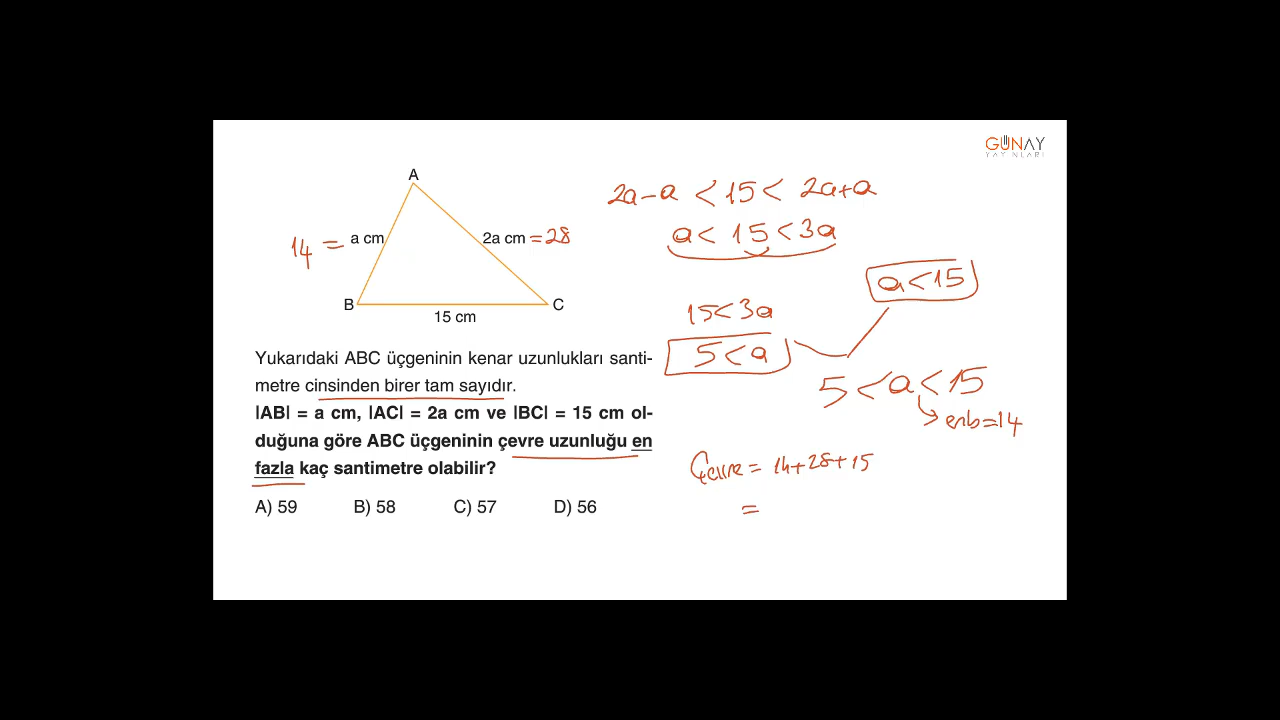 GÜNAY
YAYINLARI
A
14 = a cm
2a cm = 28
B
C
15 cm
2a-a < 15 < 2a+a
a < 15 < 3a
a < 15
15 < 3a
5 < a
5 < a < 15
enb=14
Yukarıdaki ABC üçgeninin kenar uzunlukları santi-
metre cinsinden birer tam sayıdır.
|AB| = a cm, |AC| = 2a cm ve |BC| = 15 cm ol-
duğuna göre ABC üçgeninin çevre uzunluğu en
fazla kaç santimetre olabilir?
A) 59 B) 58 C) 57 D) 56
Çevre = 14+28+15
=